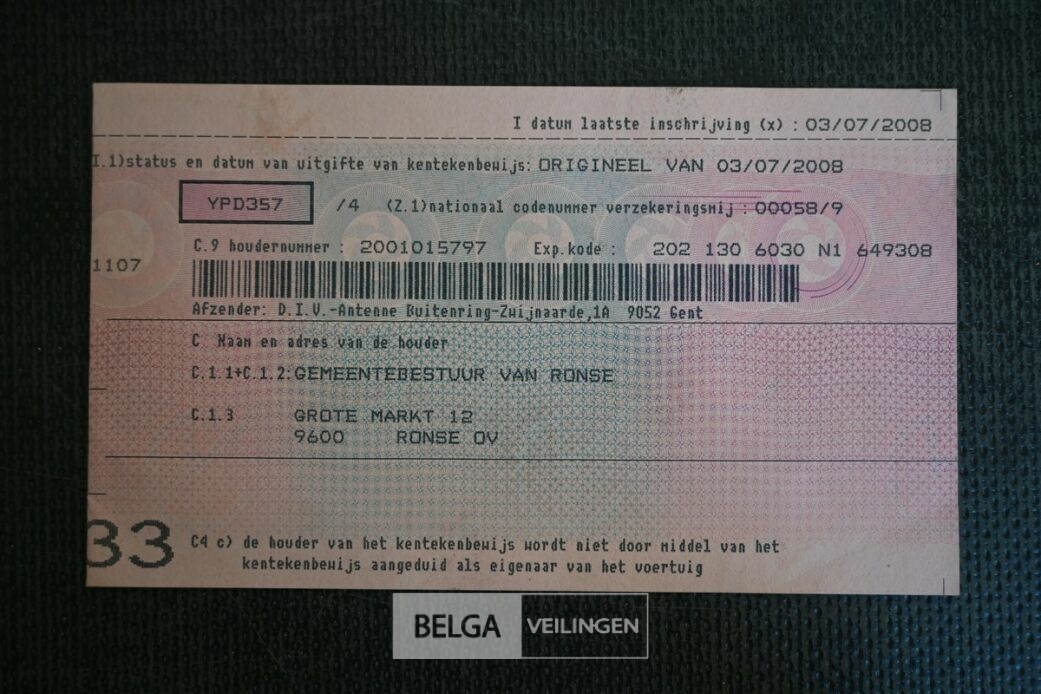 I datum laatste inschrijving (x) : 03/07/2008
I.1)status en datum van uitgifte van kentekenbewijs: ORIGINEEL VAN 03/07/2008
YPD357 /4 (Z.1)nationaal codenummer verzekeringsmij : 00058/9
C.9 houdernummer : 2001015797 Exp.kode : 202 130 6030 N1 649308
1107
Afzender: D.I.V.-Antenne Buitenring-Zwijnaarde,1A 9052 Gent
C Naam en adres van de houder
C.1.1+C.1.2:GEMEENTEBESTUUR VAN RONSE
C.1.3 GROTE MARKT 12
9600 RONSE OV
33
C4 c) de houder van het kentekenbewijs wordt niet door middel van het
kentekenbewijs aangeduid als eigenaar van het voertuig
BELGA VEILINGEN